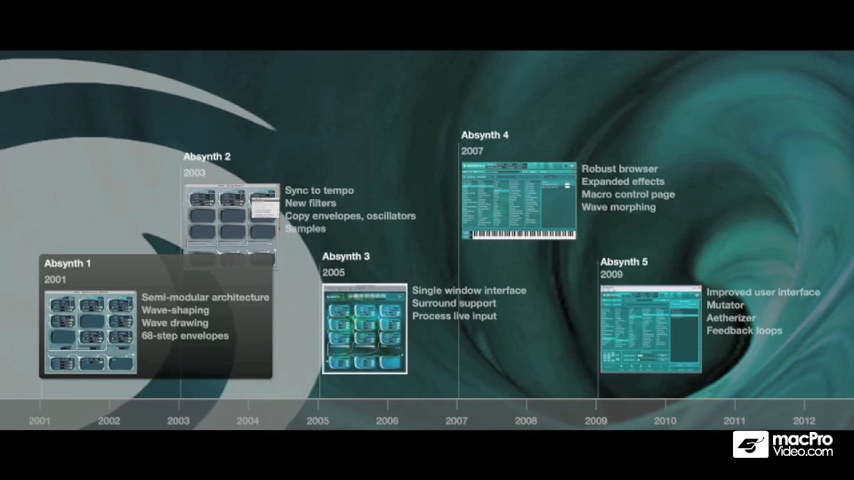 Absynth 4
2007
Robust browser
Expanded effects
Macro control page
Wave morphing
Absynth 2
2003
Sync to tempo
New filters
Copy envelopes, oscillators
Samples
Absynth 3
2005
Single window interface
Surround support
Process live input
Absynth 1
2001
Semi-modular architecture
Wave-shaping
Wave drawing
68-step envelopes
Absynth 5
2009
Improved user interface
Mutator
Aetherizer
Feedback loops
2001 2002 2003 2004 2005 2006 2007 2008 2009 2010 2011 2012
macPro
Video.com